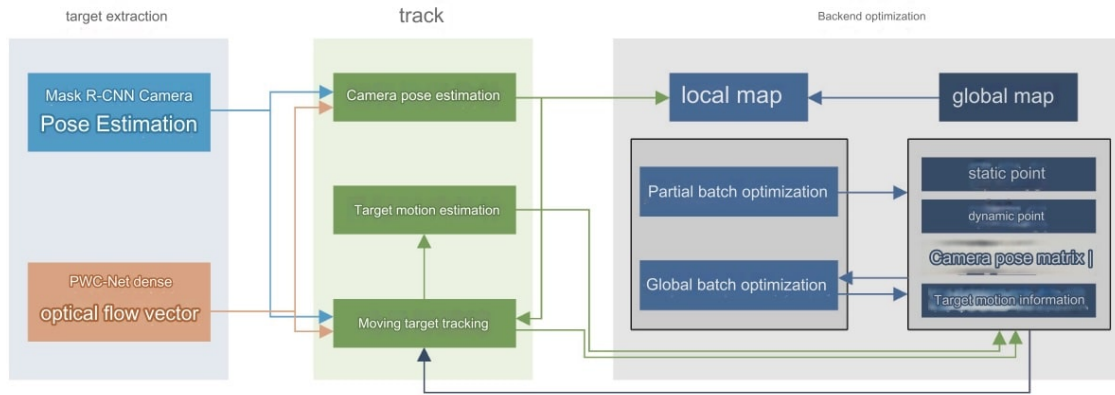 target extraction
track
Backend optimization
Mask R-CNN Camera
Pose Estimation
PWC-Net dense
optical flow vector
Camera pose estimation
Target motion estimation
Moving target tracking
local map
global map
Partial batch optimization
Global batch optimization
static point
dynamic point
Camera pose matrix |
Target motion information